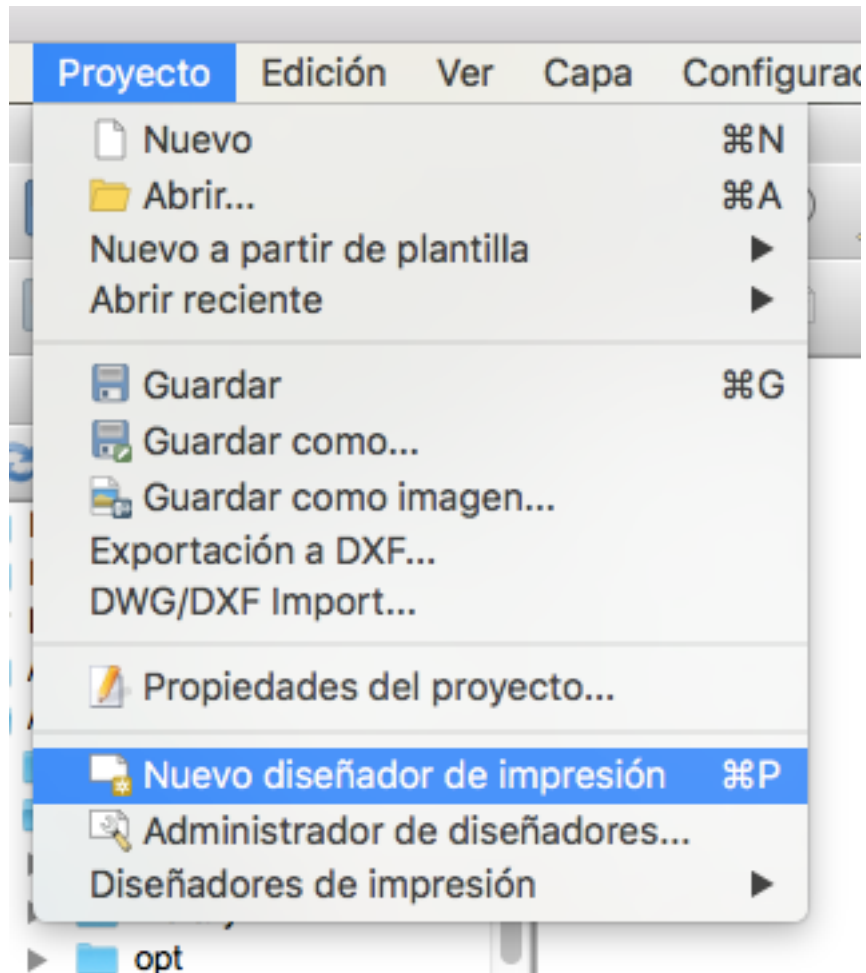 Proyecto Edición Ver Capa Configurac
Nuevo ⌘N
Abrir... ⌘A
Nuevo a partir de plantilla ▶
Abrir reciente ▶
Guardar ⌘G
Guardar como...
Guardar como imagen...
Exportación a DXF...
DWG/DXF Import...
Propiedades del proyecto...
Nuevo diseñador de impresión ⌘P
Administrador de diseñadores...
Diseñadores de impresión ▶
opt